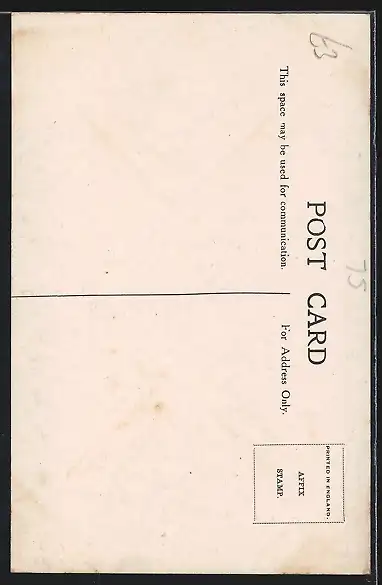 63
75
POST CARD
This space may be used for communication.
For Address Only.
PRINTED IN ENGLAND.
AFFIX
STAMP.